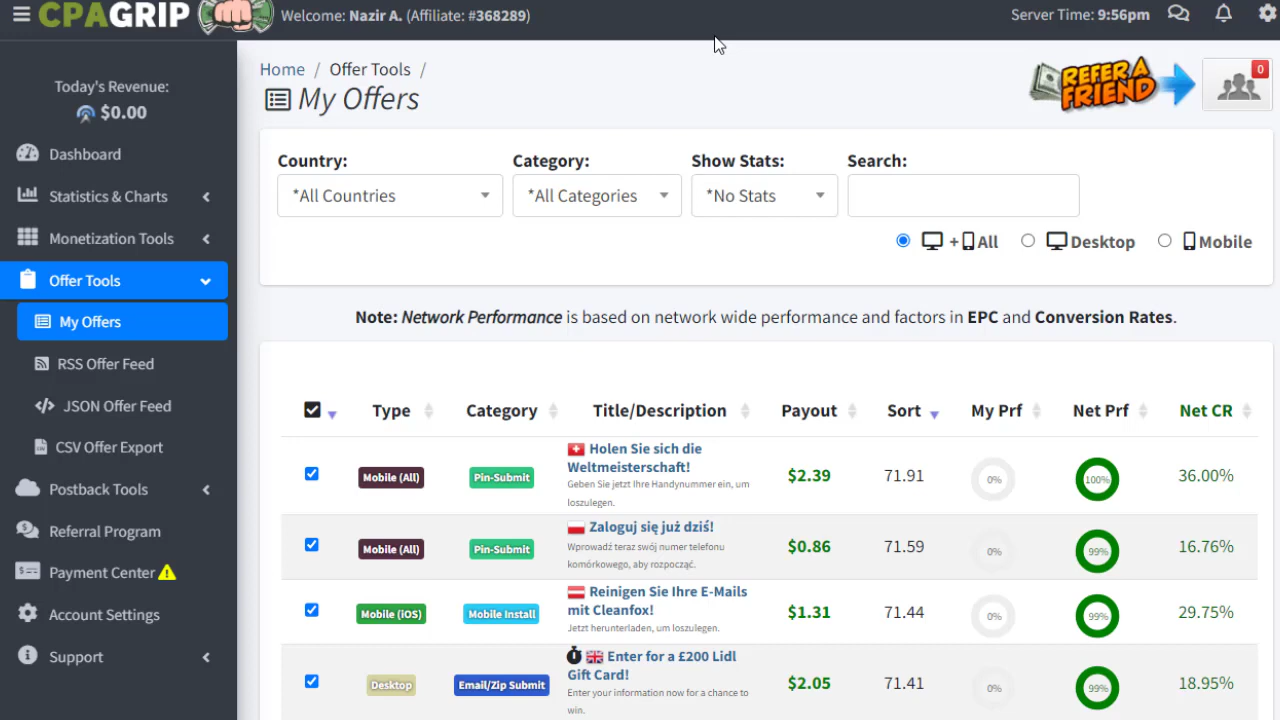 CPAGRIP Welcome: Nazir A. (Affiliate: #368289) Server Time: 9:56pm
Today's Revenue:
$0.00
Dashboard
Statistics & Charts
Monetization Tools
Offer Tools
My Offers
RSS Offer Feed
JSON Offer Feed
CSV Offer Export
Postback Tools
Referral Program
Payment Center
Account Settings
Support
Home / Offer Tools /
My Offers
REFER A
FRIEND
0
Country: Category: Show Stats: Search:
*All Countries *All Categories *No Stats
+ All Desktop Mobile
Note: Network Performance is based on network wide performance and factors in EPC and Conversion Rates.
Type Category Title/Description Payout Sort My Prf Net Prf Net CR
Holen Sie sich die
Weltmeisterschaft!
Geben Sie jetzt Ihre Handynummer ein, um
loszulegen.
Mobile (All) Pin-Submit $2.39 71.91 0% 100% 36.00%
Zaloguj się już dziś!
Wprowadź teraz swój numer telefonu
komórkowego, aby rozpocząć.
Mobile (All) Pin-Submit $0.86 71.59 0% 99% 16.76%
Reinigen Sie Ihre E-Mails
mit Cleanfox!
Jetzt herunterladen, um loszulegen.
Mobile (iOS) Mobile Install $1.31 71.44 0% 99% 29.75%
Enter for a £200 Lidl
Gift Card!
Enter your information now for a chance to
win.
Desktop Email/Zip Submit $2.05 71.41 0% 99% 18.95%